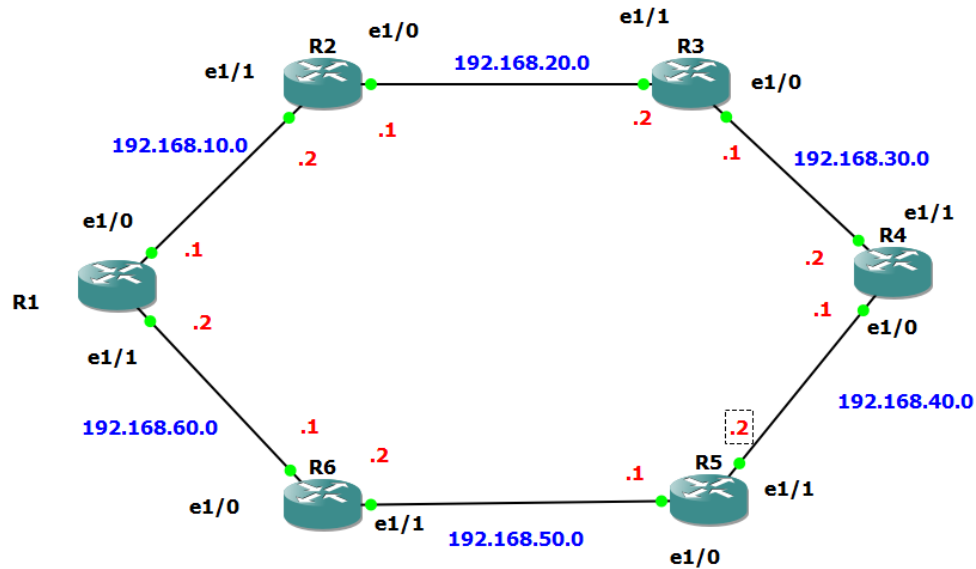 e1/1
e1/0
R2
R3
192.168.20.0
e1/1
e1/0
.1
.2
192.168.10.0
.2
.1
192.168.30.0
e1/0
e1/1
R4
.1
.2
R1
.2
.1
e1/0
e1/1
192.168.60.0
192.168.40.0
.1
.2
.2
R6
.1
R5
e1/0
e1/1
e1/1
192.168.50.0
e1/0